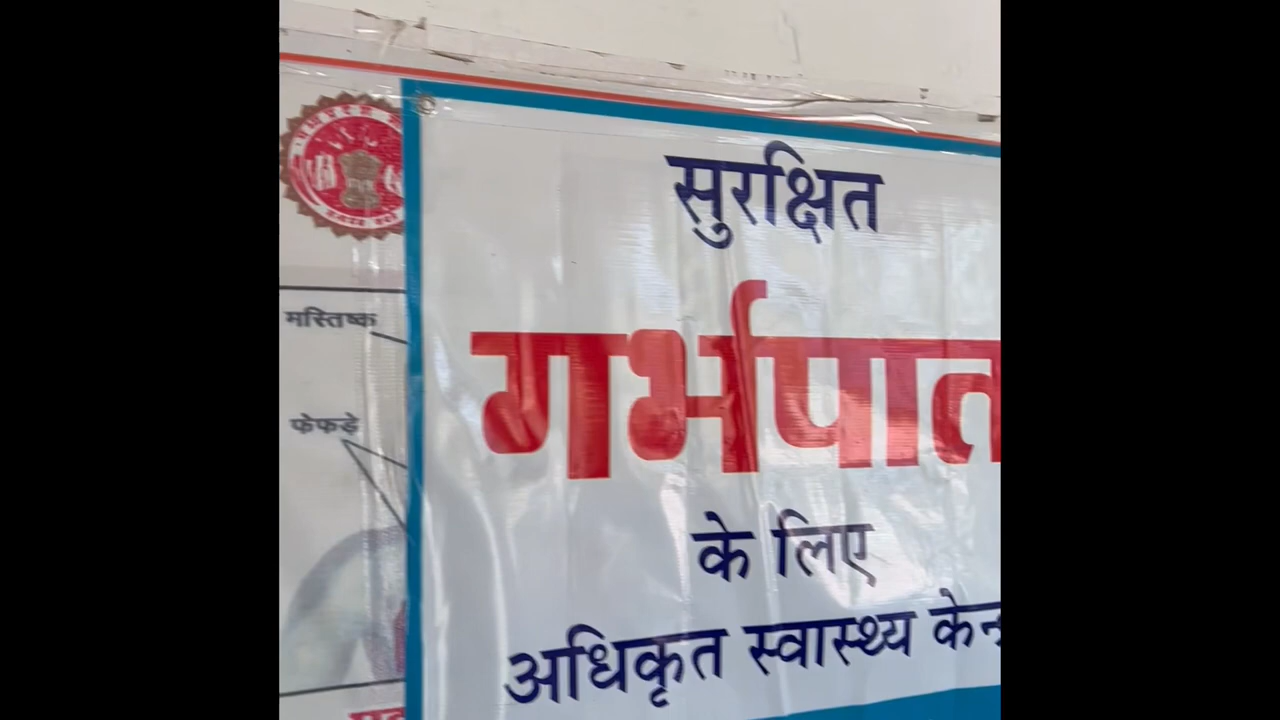 सुरक्षित
गर्भपात
के लिए
अधिकृत स्वास्थ्य
मस्तिष्क
फेफड़े